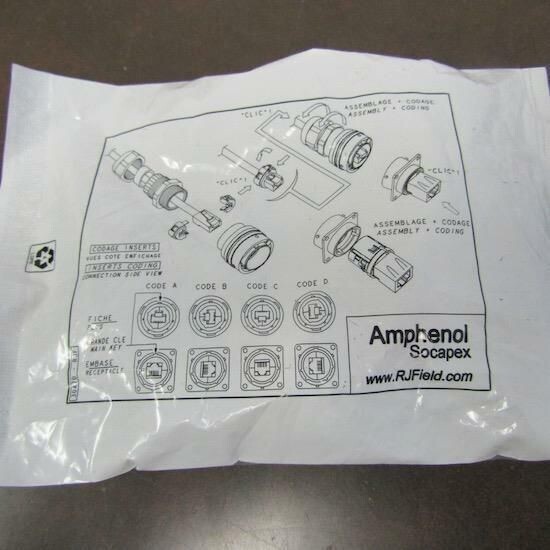 "CLIC"!
ASSEMBLAGE + CODAGE
ASSEMBLY + CODING
"CLIC"!
"CLIC"!
ASSEMBLAGE + CODAGE
ASSEMBLY + CODING
CODAGE INSERTS
VUES COTE ENFICHAGE
INSERTS CODING
CONNECTION SIDE VIEW
CODE A CODE B CODE C CODE D
FICHE
PLUG
GRANDE CLE
MAIN KEY
EMBASE
RECEPTACLE
Amphenol
Socapex
www.RJField.com